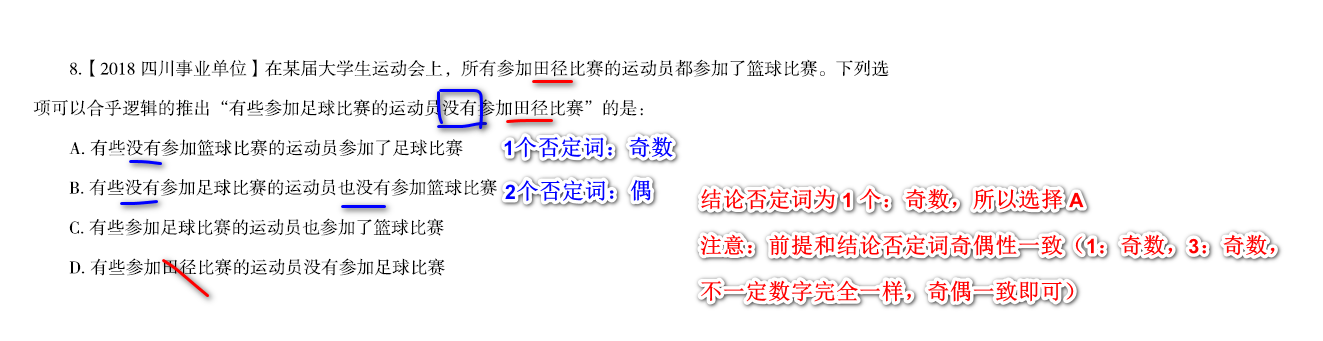 8.【2018 四川事业单位】在某届大学生运动会上，所有参加田径比赛的运动员都参加了篮球比赛。下列选
项可以合乎逻辑的推出“有些参加足球比赛的运动员没有参加田径比赛”的是：
A. 有些没有参加篮球比赛的运动员参加了足球比赛
1个否定词：奇数
B. 有些没有参加足球比赛的运动员也没有参加篮球比赛
2个否定词：偶
C. 有些参加足球比赛的运动员也参加了篮球比赛
D. 有些参加田径比赛的运动员没有参加足球比赛
结论否定词为 1 个：奇数，所以选择 A
注意：前提和结论否定词奇偶性一致（1：奇数，3：奇数，
不一定数字完全一样，奇偶一致即可）